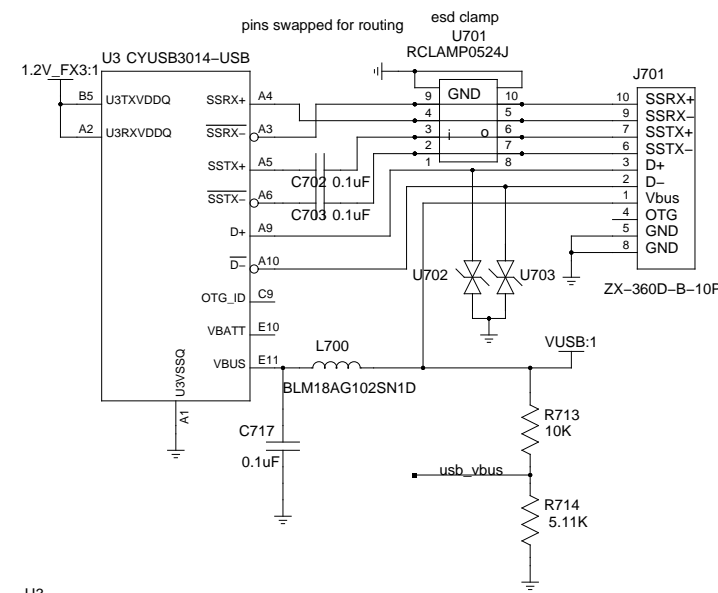 pins swapped for routing
esd clamp
U701
RCLAMP0524J
U3 CYUSB3014−USB
1.2V_FX3:1
J701
B5 U3TXVDDQ
A2 U3RXVDDQ
SSRX+ A4
SSRX− A3
SSTX+ A5
SSTX− A6
D+ A9
D− A10
OTG_ID C9
VBATT E10
VBUS E11
U3VSSQ
A1
GND
i o
9 10
4 5
3 6
2 7
1 8
10 SSRX+
9 SSRX−
7 SSTX+
6 SSTX−
3 D+
2 D−
1 Vbus
4 OTG
5 GND
8 GND
C702 0.1uF
C703 0.1uF
U702
U703
ZX−360D−B−10P
L700
BLM18AG102SN1D
VUSB:1
C717
0.1uF
R713
10K
usb_vbus
R714
5.11K